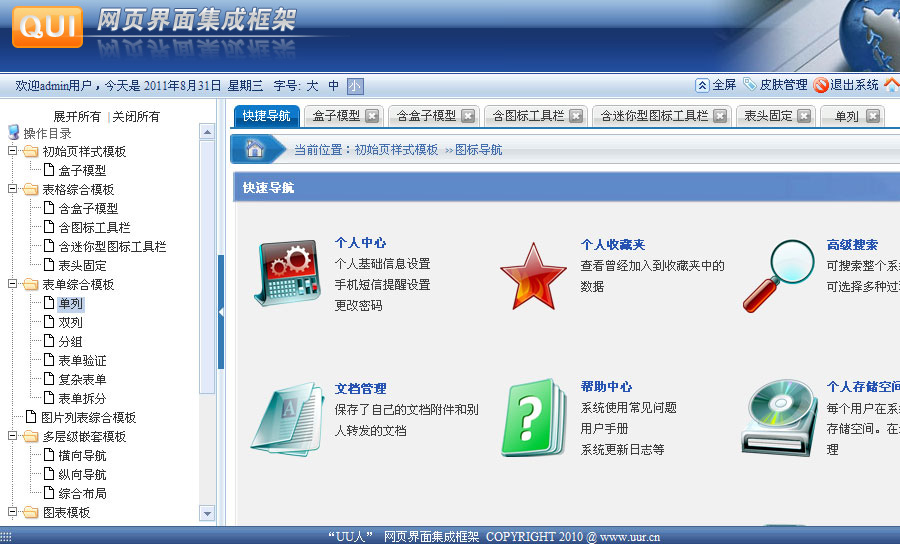 QUI 网页界面集成框架
欢迎admin用户，今天是 2011年8月31日 星期三 字号: 大 中 小
全屏 皮肤管理 退出系统
展开所有 | 关闭所有
操作目录
初始页样式模板
盒子模型
表格综合模板
含盒子模型
含图标工具栏
含迷你型图标工具栏
表头固定
表单综合模板
单列
双列
分组
表单验证
复杂表单
表单拆分
图片列表综合模板
多层级嵌套模板
横向导航
纵向导航
综合布局
图表模板
快捷导航 盒子模型 含盒子模型 含图标工具栏 含迷你型图标工具栏 表头固定 单列
当前位置：初始页样式模板 »图标导航
快速导航
个人中心
个人基础信息设置
手机短信提醒设置
更改密码
个人收藏夹
查看曾经加入到收藏夹中的
数据
高级搜索
可搜索整个系
可选择多种过
文档管理
保存了自己的文档附件和别
人转发的文档
帮助中心
系统使用常见问题
用户手册
系统更新日志等
个人存储空间
每个用户在系
存储空间。在
理
“UU人” 网页界面集成框架 COPYRIGHT 2010 @ www.uur.cn